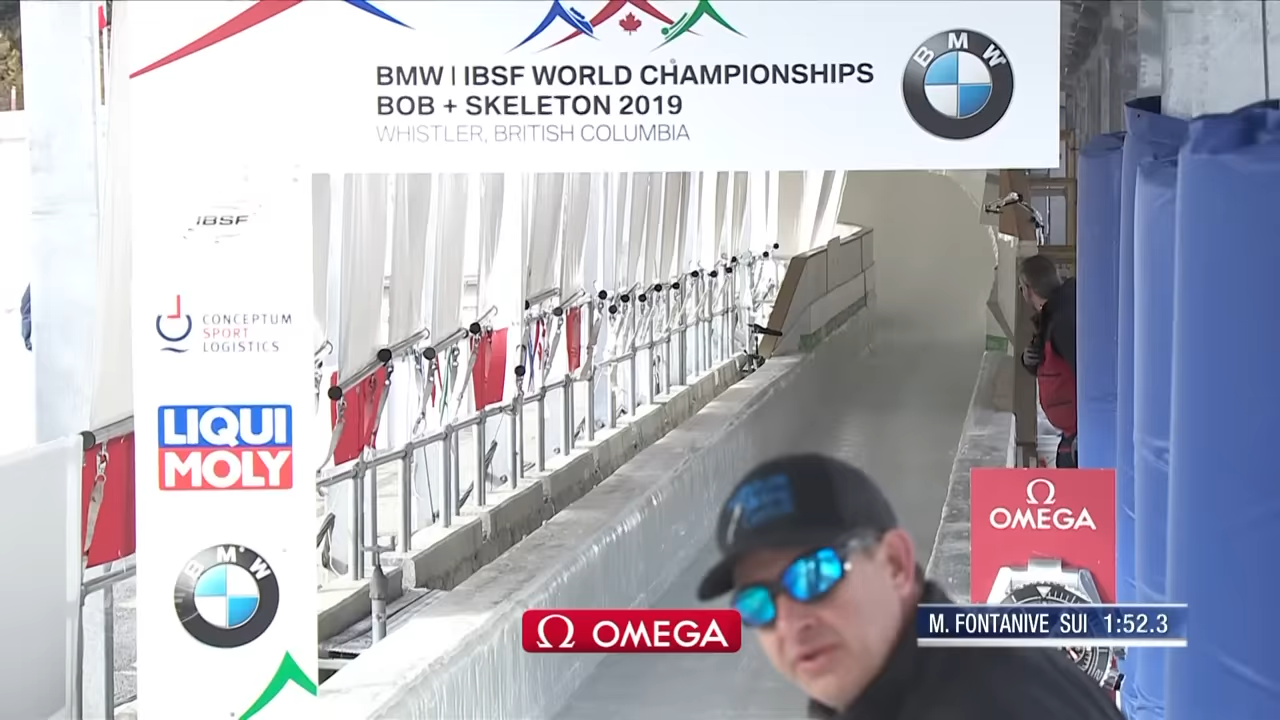 BMW | IBSF WORLD CHAMPIONSHIPS
BOB + SKELETON 2019
WHISTLER, BRITISH COLUMBIA
BMW
IBSF
CONCEPTUM
SPORT
LOGISTICS
LIQUI
MOLY
BMW
Ω
OMEGA
Ω OMEGA
M. FONTANIVE SUI 1:52.3